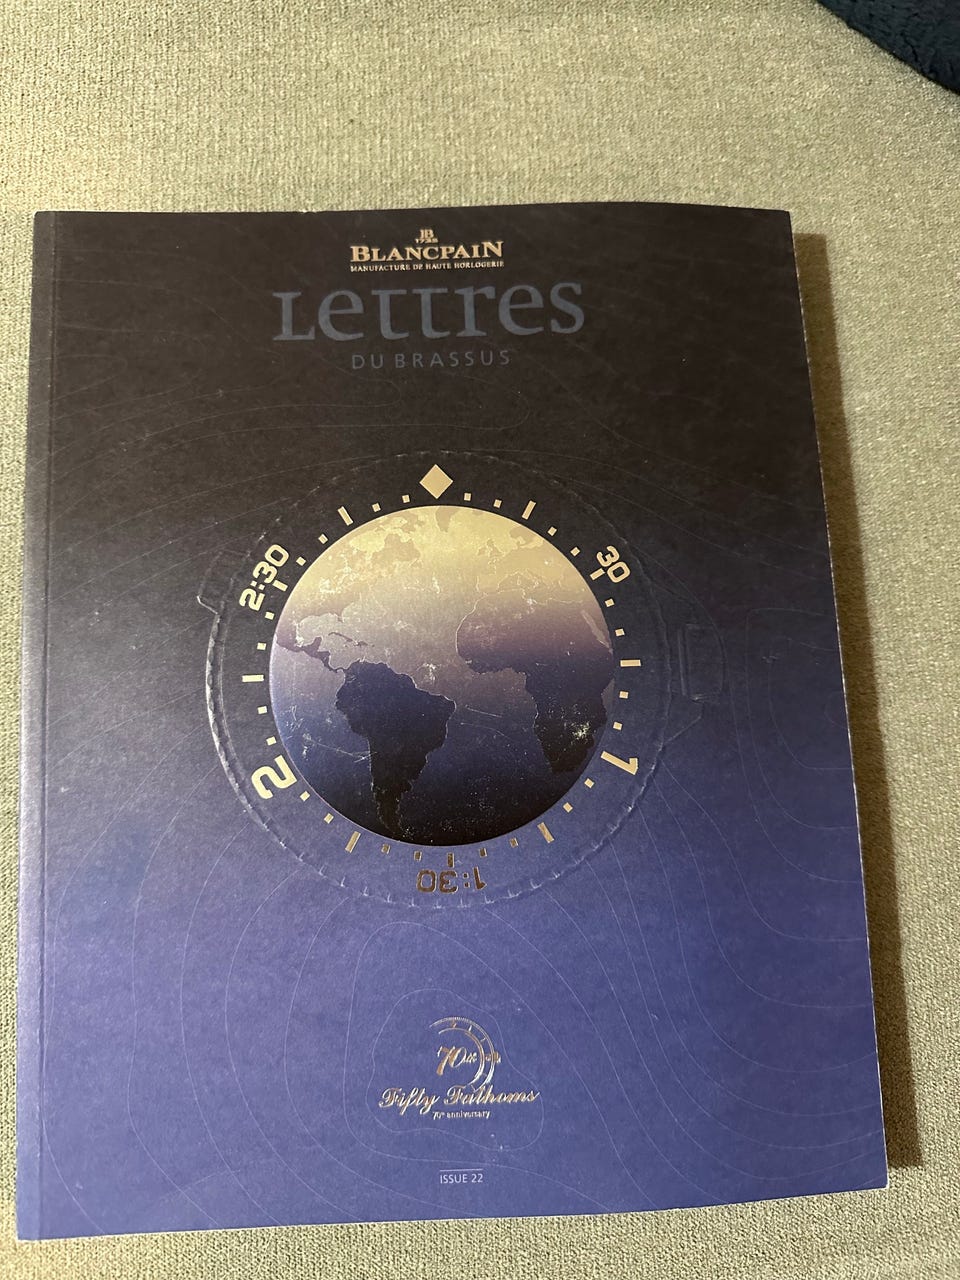 JB
1735
BLANCPAIN
MANUFACTURE DE HAUTE HORLOGERIE
Lettres
DU BRASSUS
30
1
1:30
2
2:30
70th
Fifty Fathoms
70th anniversary
ISSUE 22